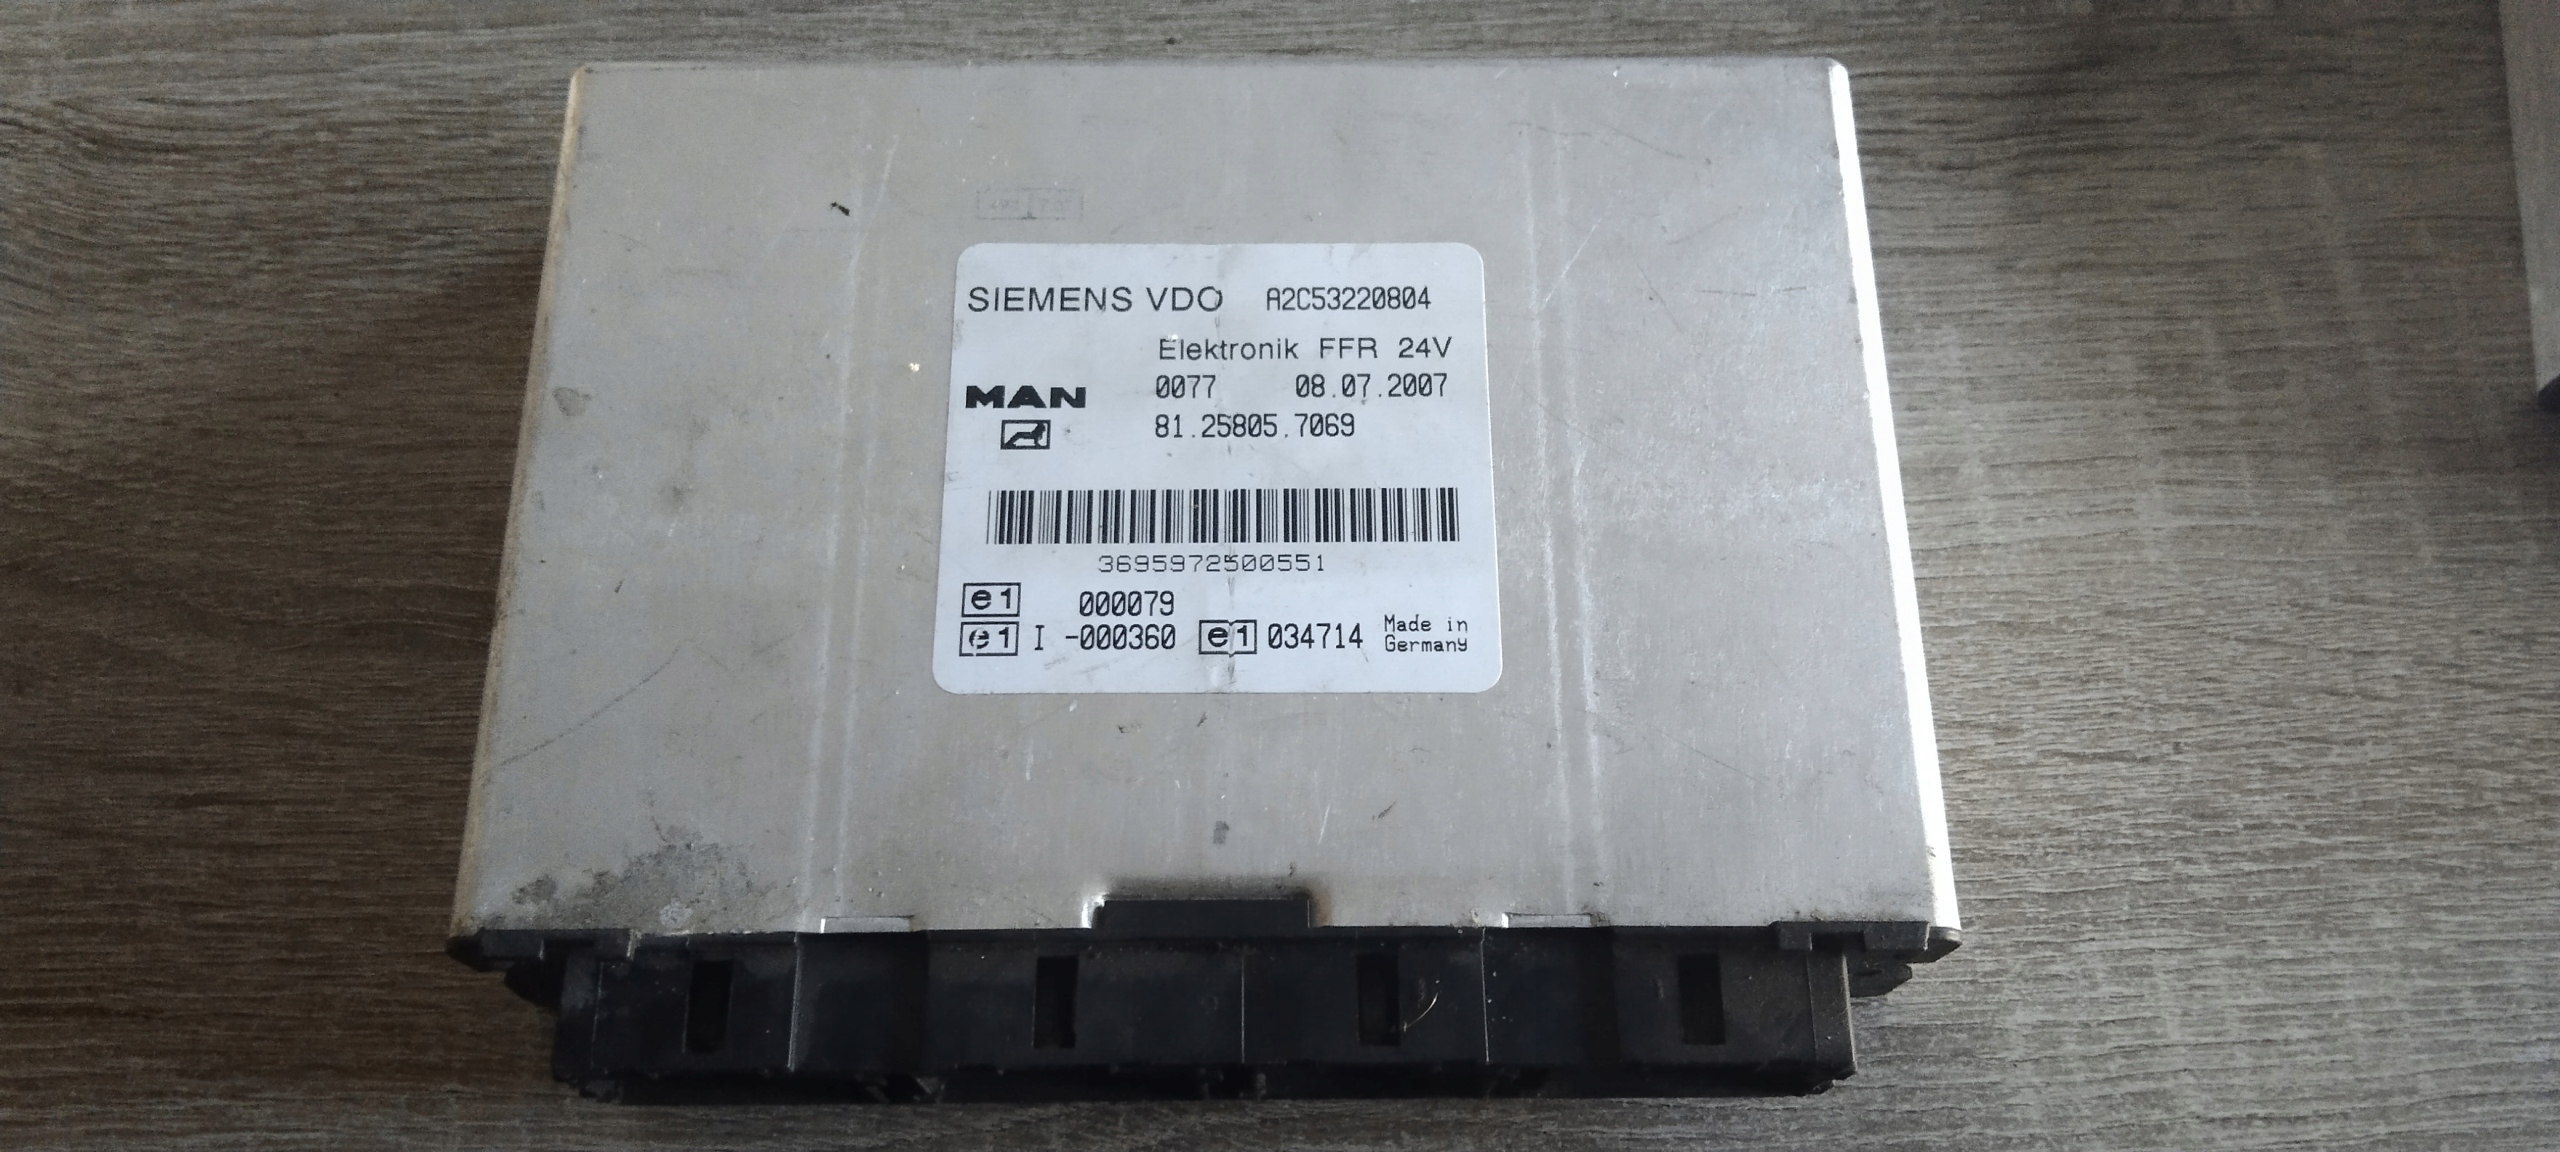 SIEMENS VDO A2C53220804
Elektronik FFR 24V
MAN 0077 08.07.2007
81.25805.7069
3695972500551
e1 000079
e1 I -000360 e1 034714 Made in
Germany